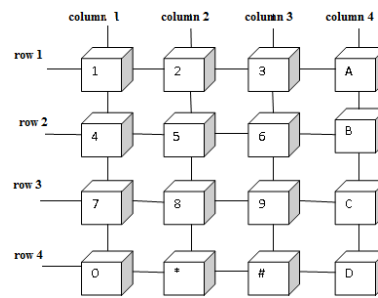 column 1 column 2 column 3 column 4
row 1
1 2 3 A
row 2
4 5 6 B
row 3
7 8 9 C
row 4
0 * # D